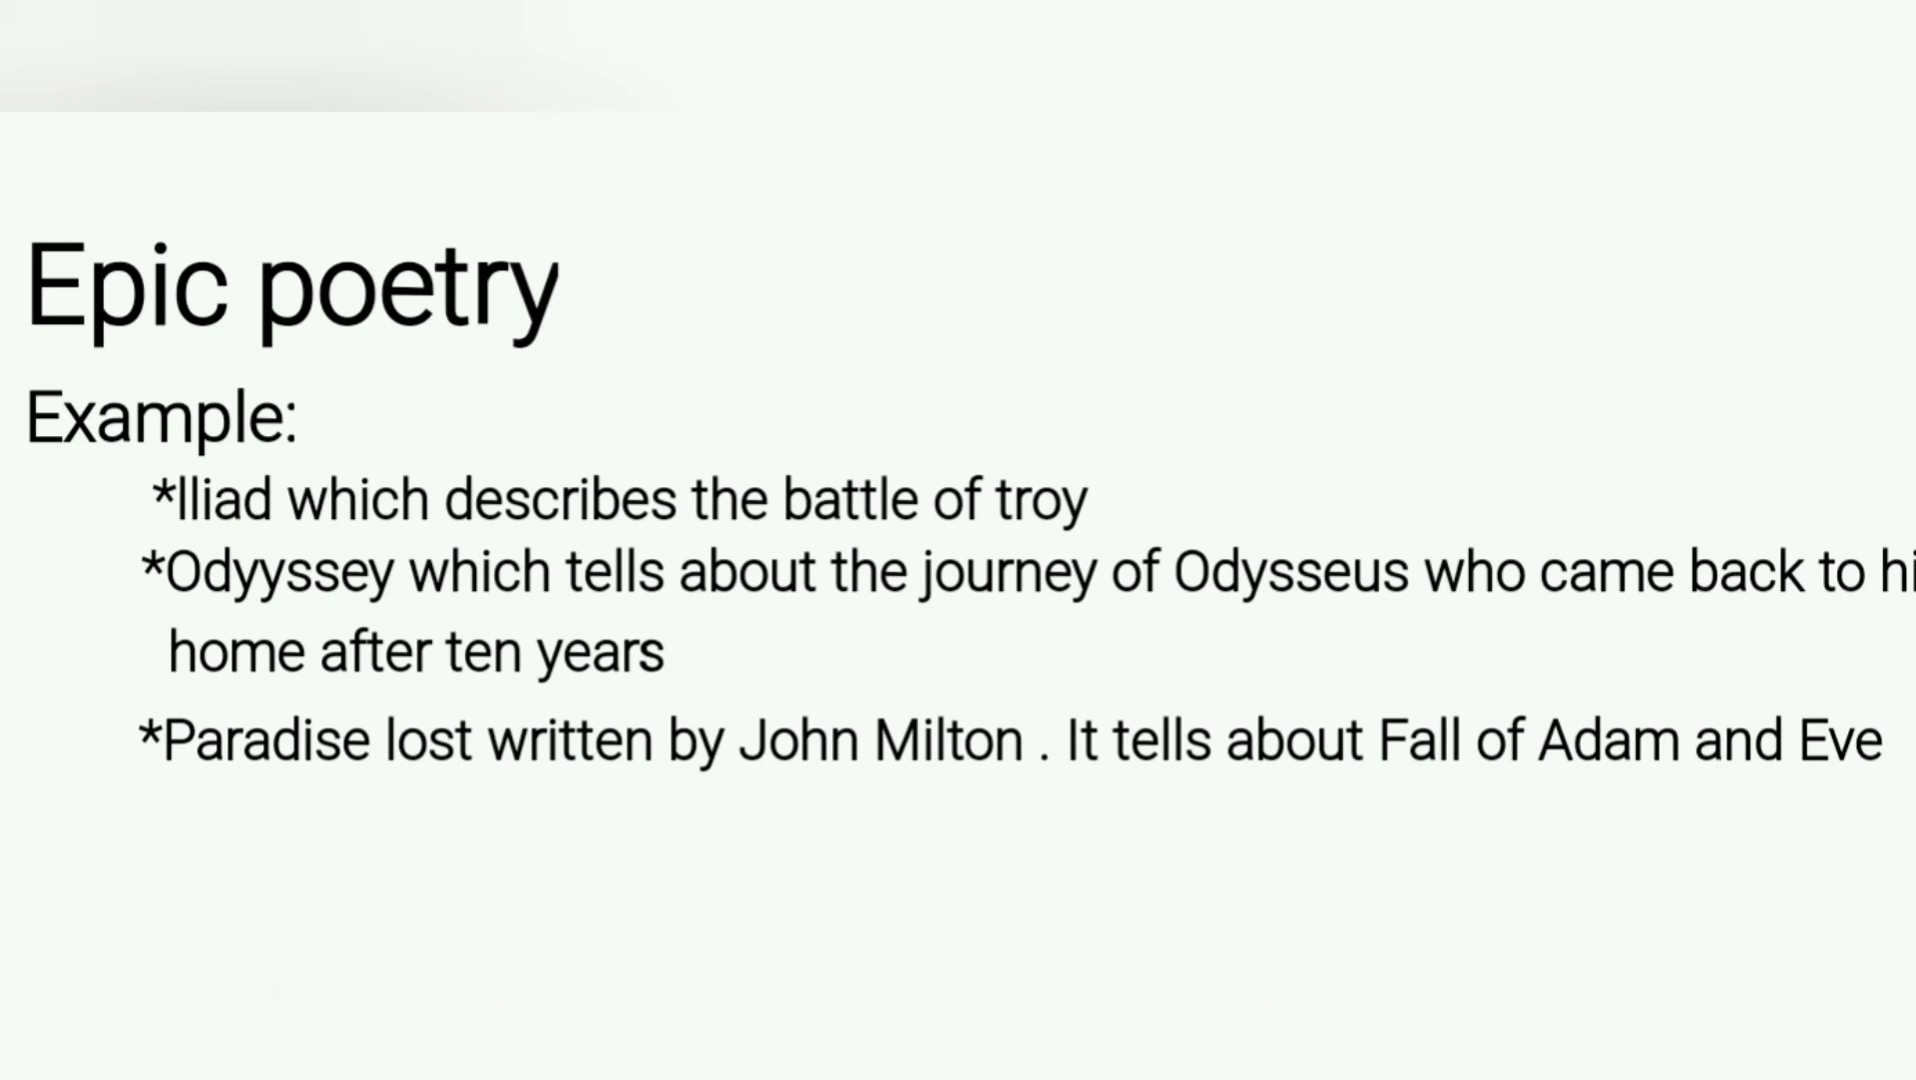 Epic poetry
Example:
*Iliad which describes the battle of troy
*Odyyssey which tells about the journey of Odysseus who came back to hi
home after ten years
*Paradise lost written by John Milton . It tells about Fall of Adam and Eve